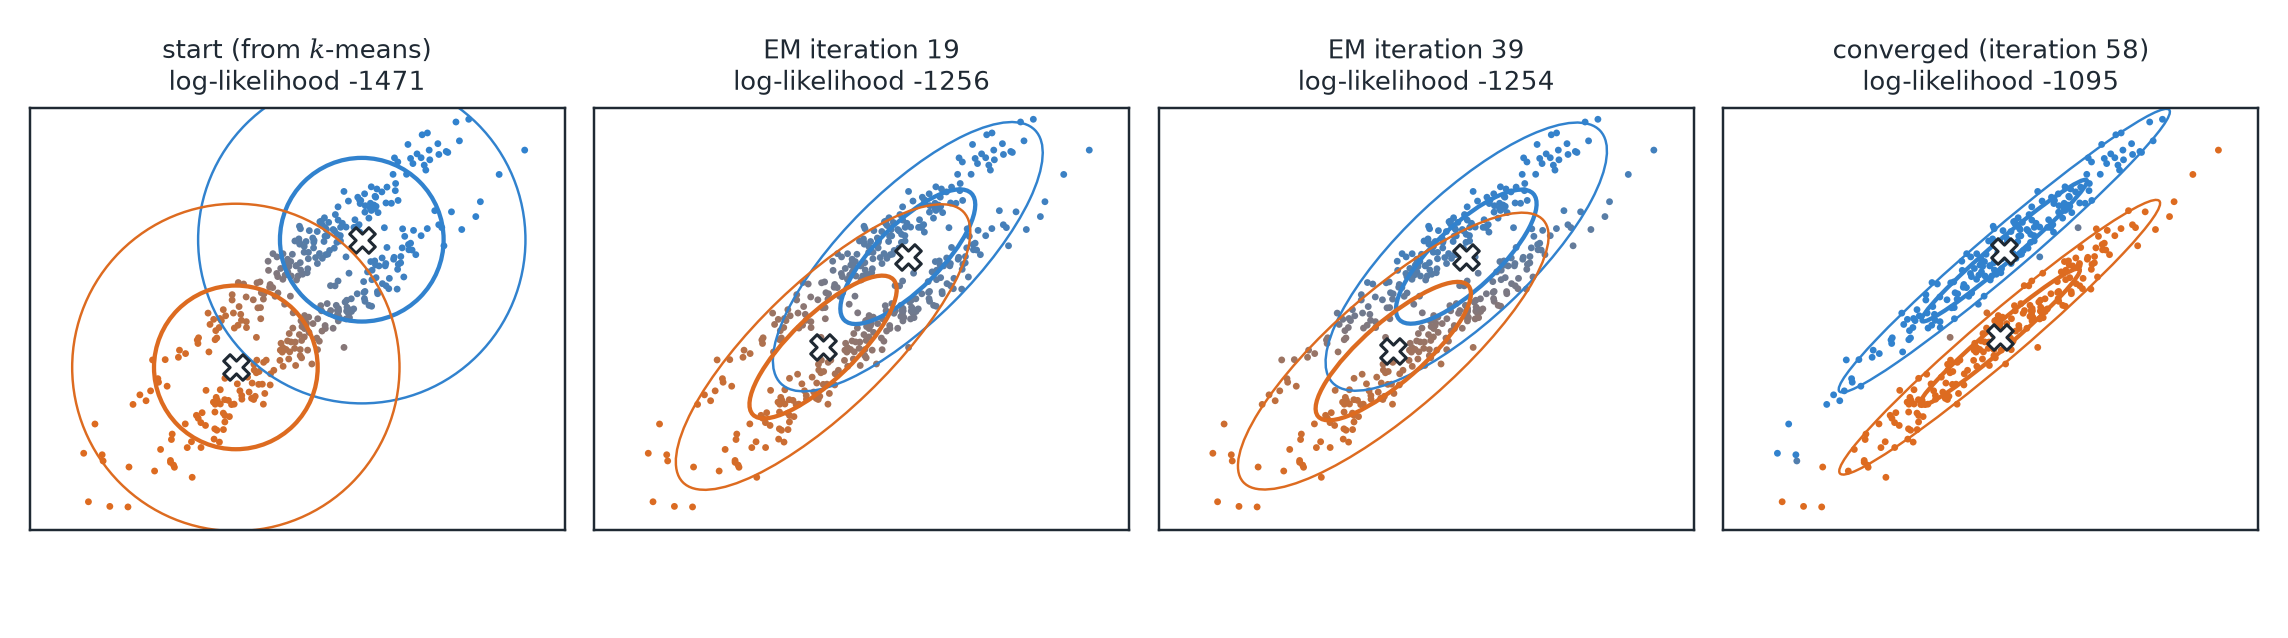 start (from k-means)
log-likelihood -1471
EM iteration 19
log-likelihood -1256
EM iteration 39
log-likelihood -1254
converged (iteration 58)
log-likelihood -1095